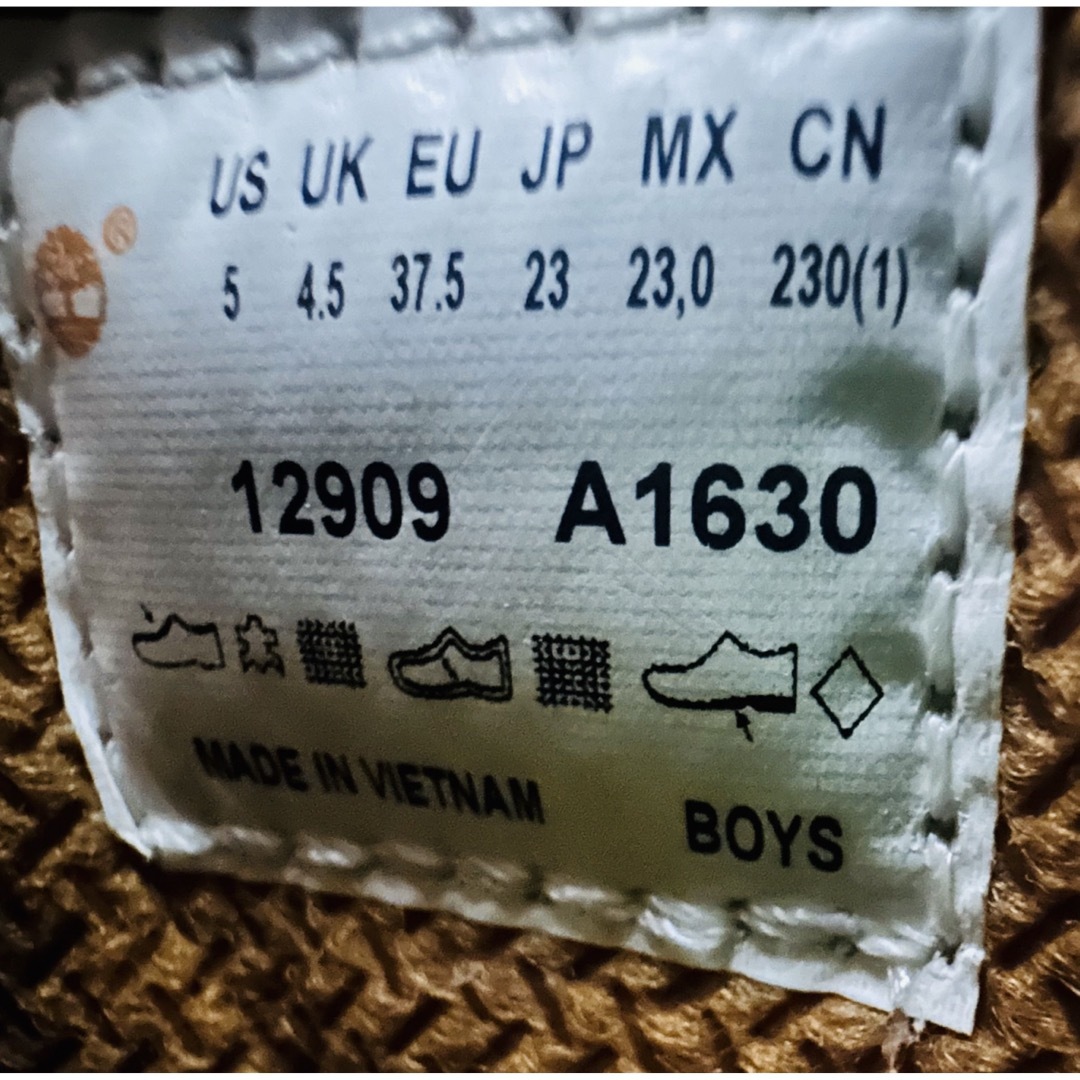 US UK EU JP MX CN
5 4.5 37.5 23 23,0 230(1)
12909 A1630
MADE IN VIETNAM
BOYS